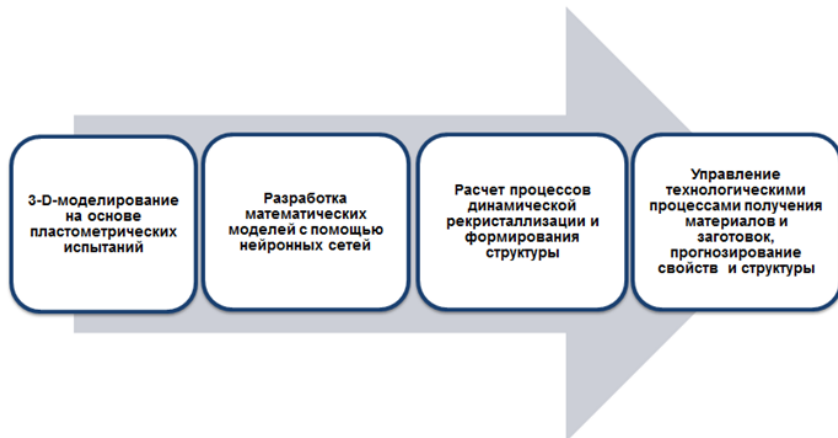 3-D-моделирование
на основе
пластометрических
испытаний
Разработка
математических
моделей с помощью
нейронных сетей
Расчет процессов
динамической
рекристаллизации и
формирования
структуры
Управление
технологическими
процессами получения
материалов и
заготовок,
прогнозирование
свойств и структуры